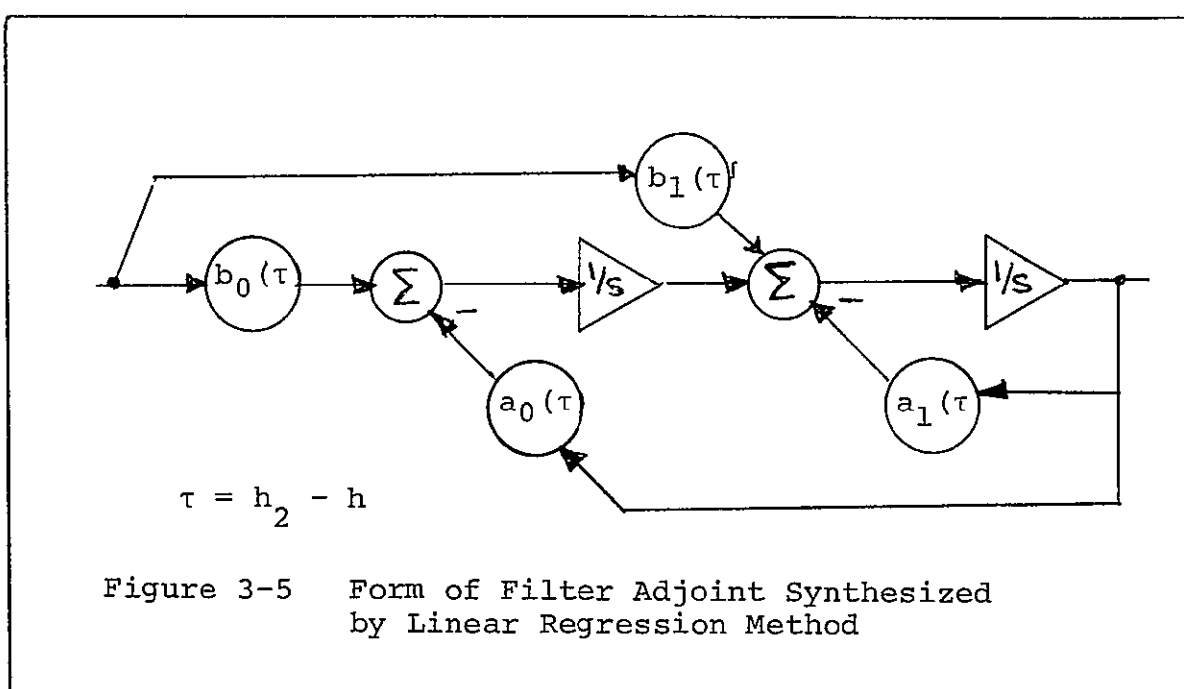 b1(τ
b0(τ
Σ
1/s
Σ
1/s
a0(τ
a1(τ
τ = h2 - h
Figure 3-5 Form of Filter Adjoint Synthesized
by Linear Regression Method